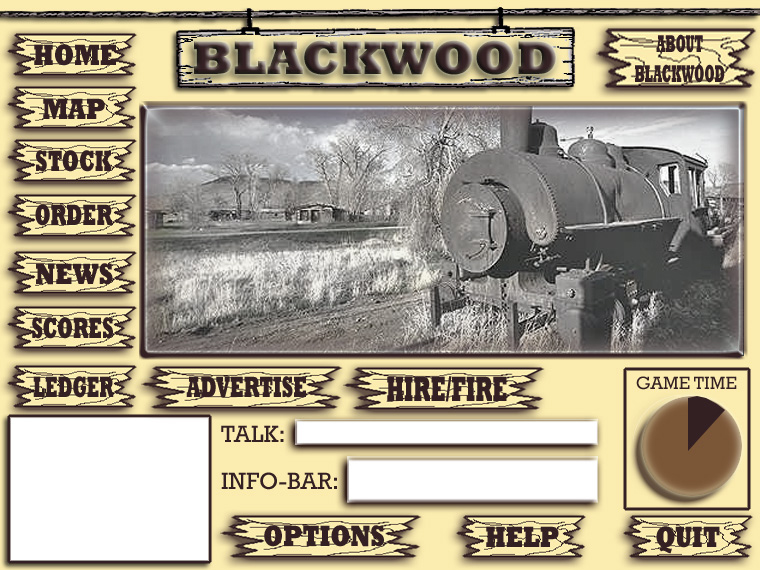 BLACKWOOD
HOME
MAP
STOCK
ORDER
NEWS
SCORES
LEDGER
ABOUT
BLACKWOOD
ADVERTISE
HIRE/FIRE
GAME TIME
TALK:
INFO-BAR:
OPTIONS
HELP
QUIT